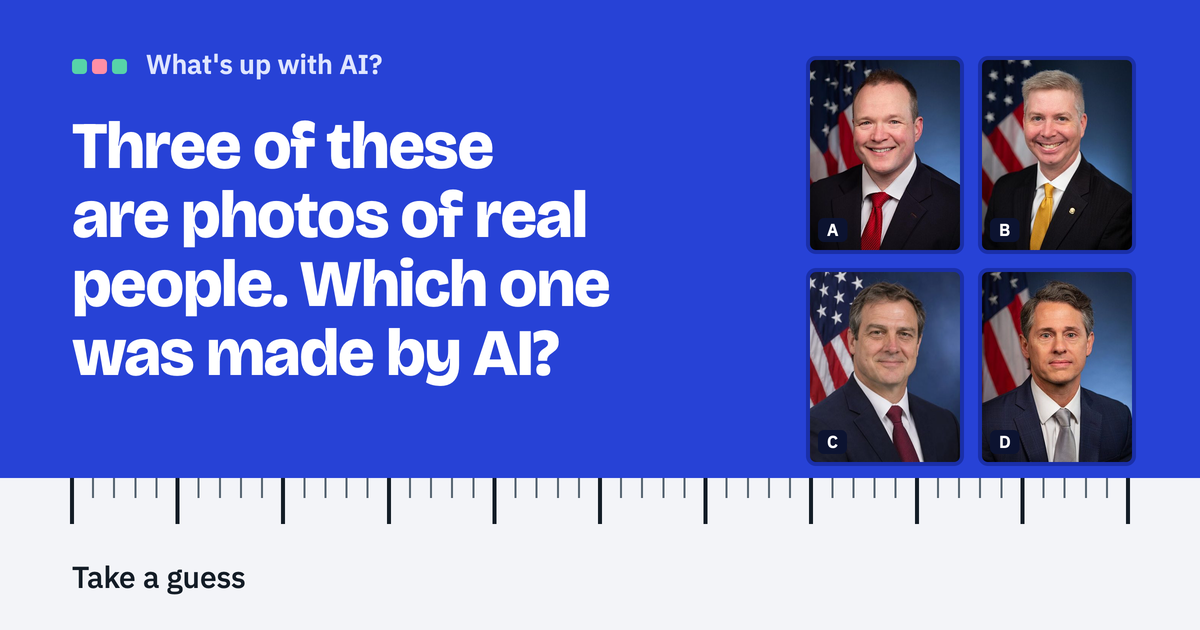 What's up with AI?
Three of these
are photos of real
people. Which one
was made by AI?
A
B
C
D
Take a guess